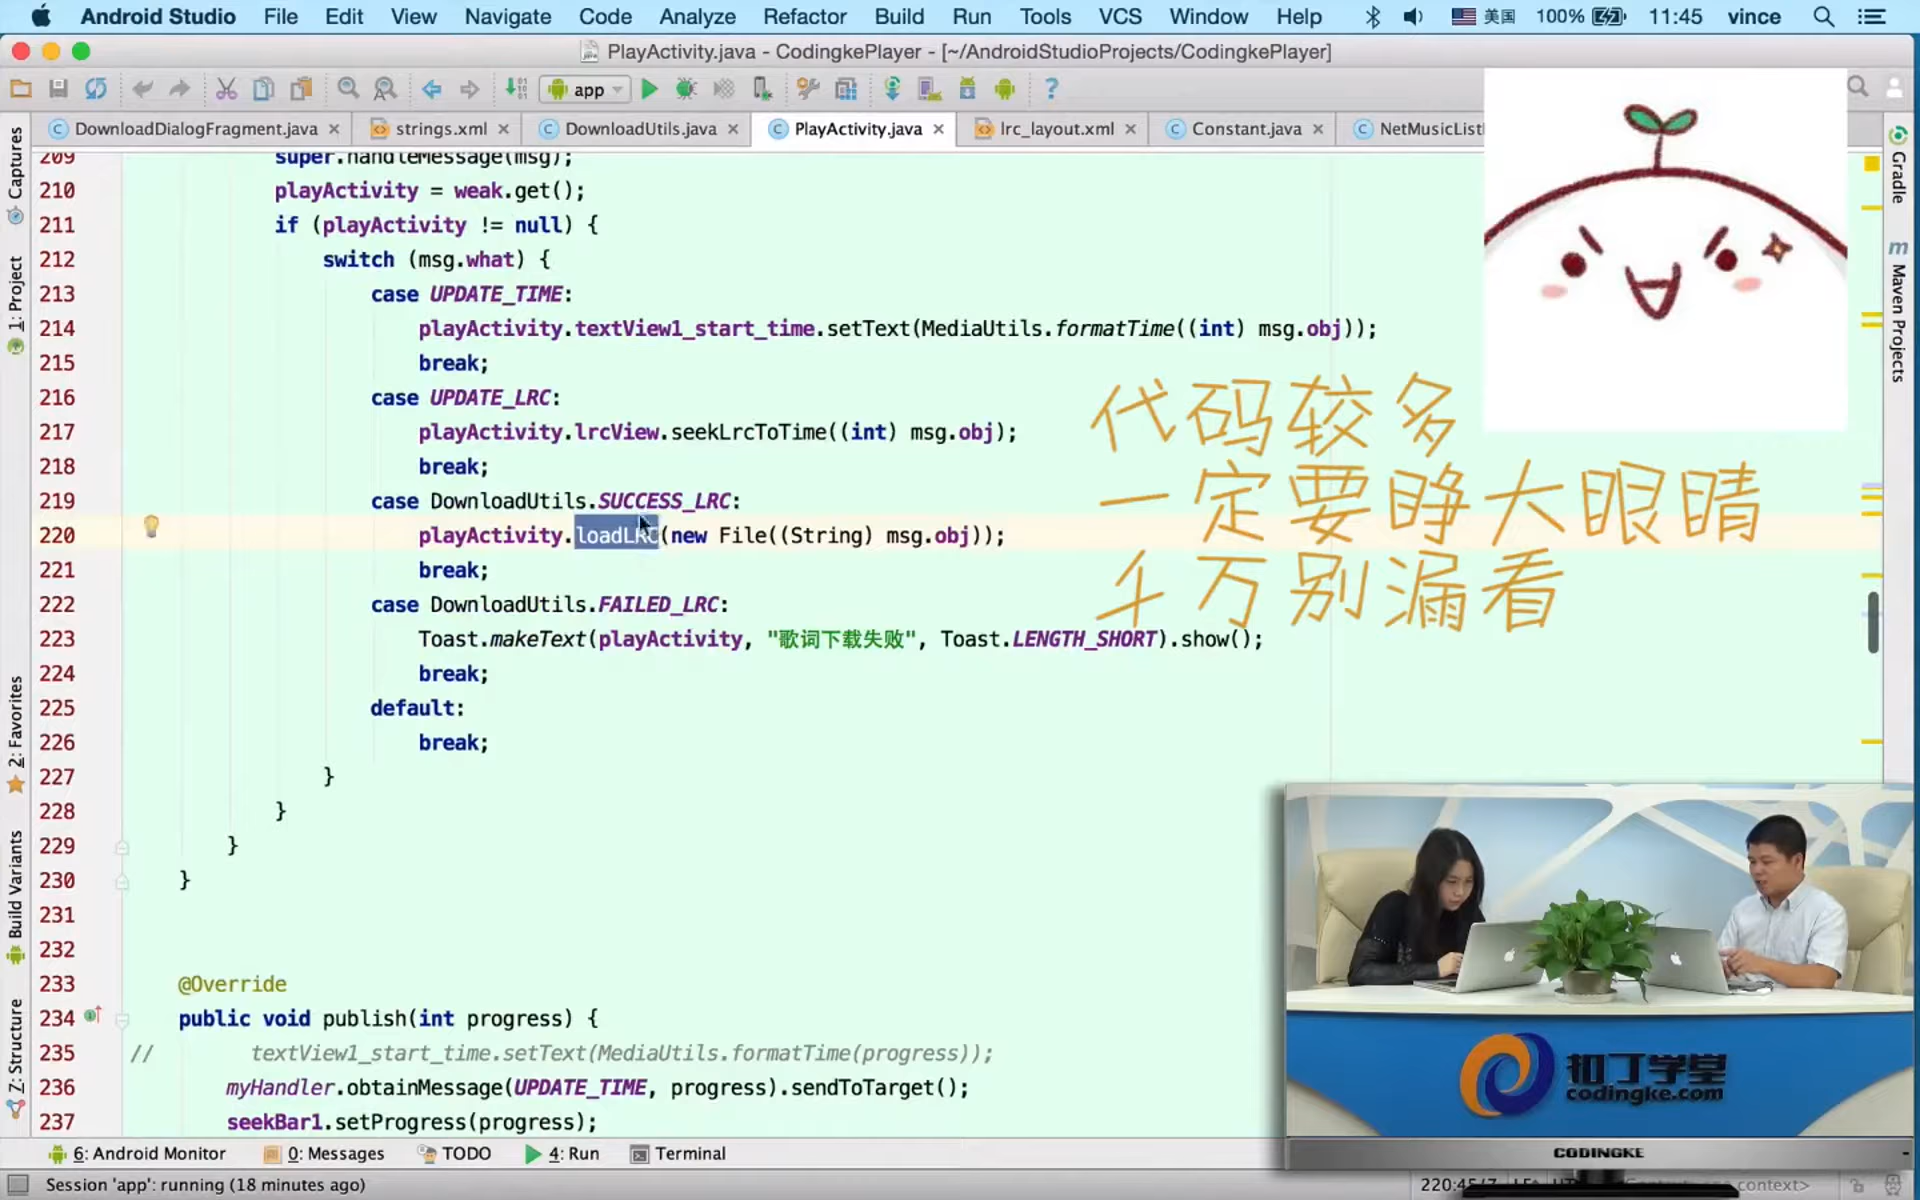 Android Studio File Edit View Navigate Code Analyze Refactor Build Run Tools VCS Window Help 美国 100% 11:45 vince
PlayActivity.java - CodingkePlayer - [~/AndroidStudioProjects/CodingkePlayer]
app ?
DownloadDialogFragment.java strings.xml DownloadUtils.java PlayActivity.java lrc_layout.xml Constant.java NetMusicList
Captures
1: Project
2: Favorites
Build Variants
Z: Structure
Gradle
Maven Projects
209 super.handleMessage(msg);
210 playActivity = weak.get();
211 if (playActivity != null) {
212 switch (msg.what) {
213 case UPDATE_TIME:
214 playActivity.textView1_start_time.setText(MediaUtils.formatTime((int) msg.obj));
215 break;
216 case UPDATE_LRC:
217 playActivity.lrcView.seekLrcToTime((int) msg.obj);
218 break;
219 case DownloadUtils.SUCCESS_LRC:
220 playActivity.loadLRC(new File((String) msg.obj));
221 break;
222 case DownloadUtils.FAILED_LRC:
223 Toast.makeText(playActivity, "歌词下载失败", Toast.LENGTH_SHORT).show();
224 break;
225 default:
226 break;
227 }
228 }
229 }
230 }
231
232
233 @Override
234 public void publish(int progress) {
235 // textView1_start_time.setText(MediaUtils.formatTime(progress));
236 myHandler.obtainMessage(UPDATE_TIME, progress).sendToTarget();
237 seekBar1.setProgress(progress);
代码较多
一定要睁大眼睛
千万别漏看
扣丁学堂
codingke.com
CODINGKE
6: Android Monitor 0: Messages TODO 4: Run Terminal
Session 'app': running (18 minutes ago)
220:45/7 context>